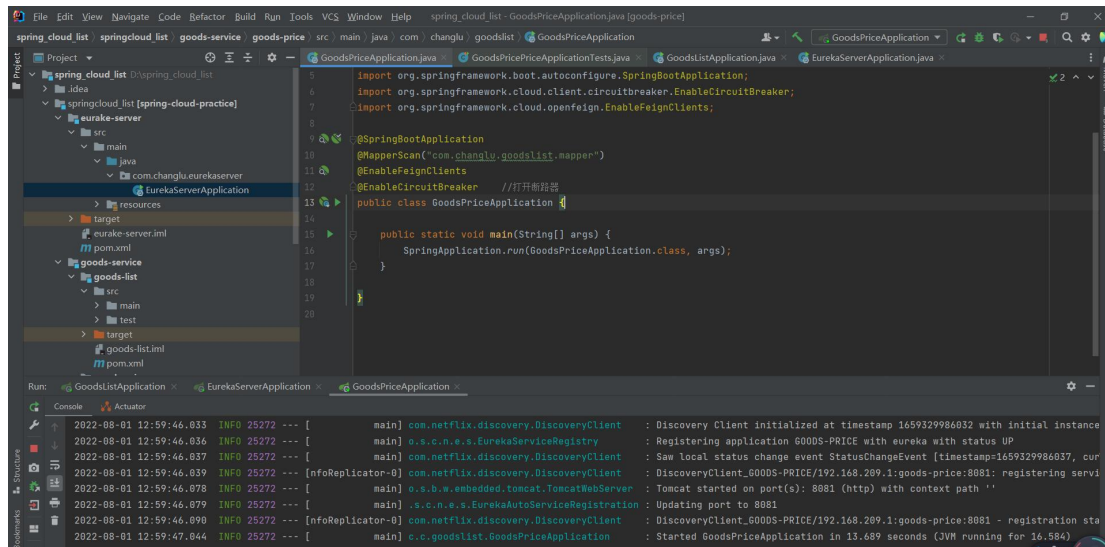 File Edit View Navigate Code Refactor Build Run Tools VCS Window Help spring_cloud_list - GoodsPriceApplication.java [goods-price]
spring_cloud_list springcloud_list goods-service goods-price src main java com changlu goodslist GoodsPriceApplication GoodsPriceApplication
Project
GoodsPriceApplication.java GoodsPricePriceApplicationTests.java GoodsListApplication.java EurekaServerApplication.java
spring_cloud_list D:\spring_cloud_list
.idea
springcloud_list [spring-cloud-practice]
eurake-server
src
main
java
com.changlu.eurekaserver
EurekaServerApplication
resources
target
eurake-server.iml
pom.xml
goods-service
goods-list
src
main
test
target
goods-list.iml
pom.xml
2
5 import org.springframework.boot.autoconfigure.SpringBootApplication;
6 import org.springframework.cloud.client.circuitbreaker.EnableCircuitBreaker;
7 import org.springframework.cloud.openfeign.EnableFeignClients;
8
9 @SpringBootApplication
10 @MapperScan("com.changlu.goodslist.mapper")
11 @EnableFeignClients
12 @EnableCircuitBreaker //打开断路器
13 public class GoodsPriceApplication {
14
15 public static void main(String[] args) {
16 SpringApplication.run(GoodsPriceApplication.class, args);
17 }
18
19 }
20
Run: GoodsListApplication EurekaServerApplication GoodsPriceApplication
Console Actuator
2022-08-01 12:59:46.033 INFO 25272 --- [ main] com.netflix.discovery.DiscoveryClient : Discovery Client initialized at timestamp 1659329986032 with initial instance
2022-08-01 12:59:46.036 INFO 25272 --- [ main] o.s.c.n.e.s.EurekaServiceRegistry : Registering application GOODS-PRICE with eureka with status UP
2022-08-01 12:59:46.037 INFO 25272 --- [ main] com.netflix.discovery.DiscoveryClient : Saw local status change event StatusChangeEvent [timestamp=1659329986037, cur
2022-08-01 12:59:46.039 INFO 25272 --- [nfoReplicator-0] com.netflix.discovery.DiscoveryClient : DiscoveryClient_GOODS-PRICE/192.168.209.1:goods-price:8081: registering servi
2022-08-01 12:59:46.078 INFO 25272 --- [ main] o.s.b.w.embedded.tomcat.TomcatWebServer : Tomcat started on port(s): 8081 (http) with context path ''
2022-08-01 12:59:46.079 INFO 25272 --- [ main] .s.c.n.e.s.EurekaAutoServiceRegistration : Updating port to 8081
2022-08-01 12:59:46.090 INFO 25272 --- [nfoReplicator-0] com.netflix.discovery.DiscoveryClient : DiscoveryClient_GOODS-PRICE/192.168.209.1:goods-price:8081 - registration sta
2022-08-01 12:59:47.044 INFO 25272 --- [ main] c.c.goodslist.GoodsPriceApplication : Started GoodsPriceApplication in 13.689 seconds (JVM running for 16.584)
Project
Structure